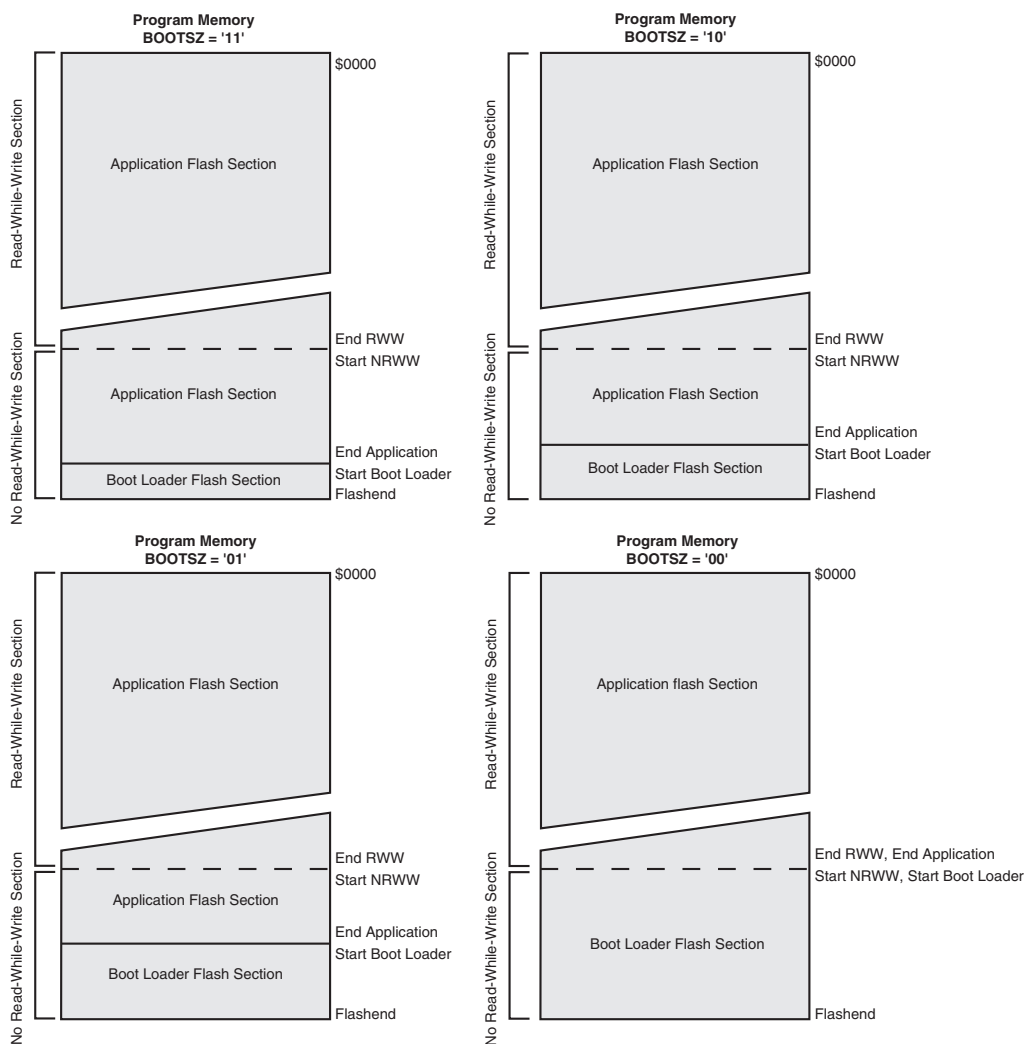 Program Memory
BOOTSZ = '11'
$0000
Read-While-Write Section
Application Flash Section
End RWW
Start NRWW
No Read-While-Write Section
Application Flash Section
End Application
Start Boot Loader
Boot Loader Flash Section
Flashend
Program Memory
BOOTSZ = '10'
$0000
Read-While-Write Section
Application Flash Section
End RWW
Start NRWW
No Read-While-Write Section
Application Flash Section
End Application
Start Boot Loader
Boot Loader Flash Section
Flashend
Program Memory
BOOTSZ = '01'
$0000
Read-While-Write Section
Application Flash Section
End RWW
Start NRWW
No Read-While-Write Section
Application Flash Section
End Application
Start Boot Loader
Boot Loader Flash Section
Flashend
Program Memory
BOOTSZ = '00'
$0000
Read-While-Write Section
Application flash Section
End RWW, End Application
Start NRWW, Start Boot Loader
No Read-While-Write Section
Boot Loader Flash Section
Flashend